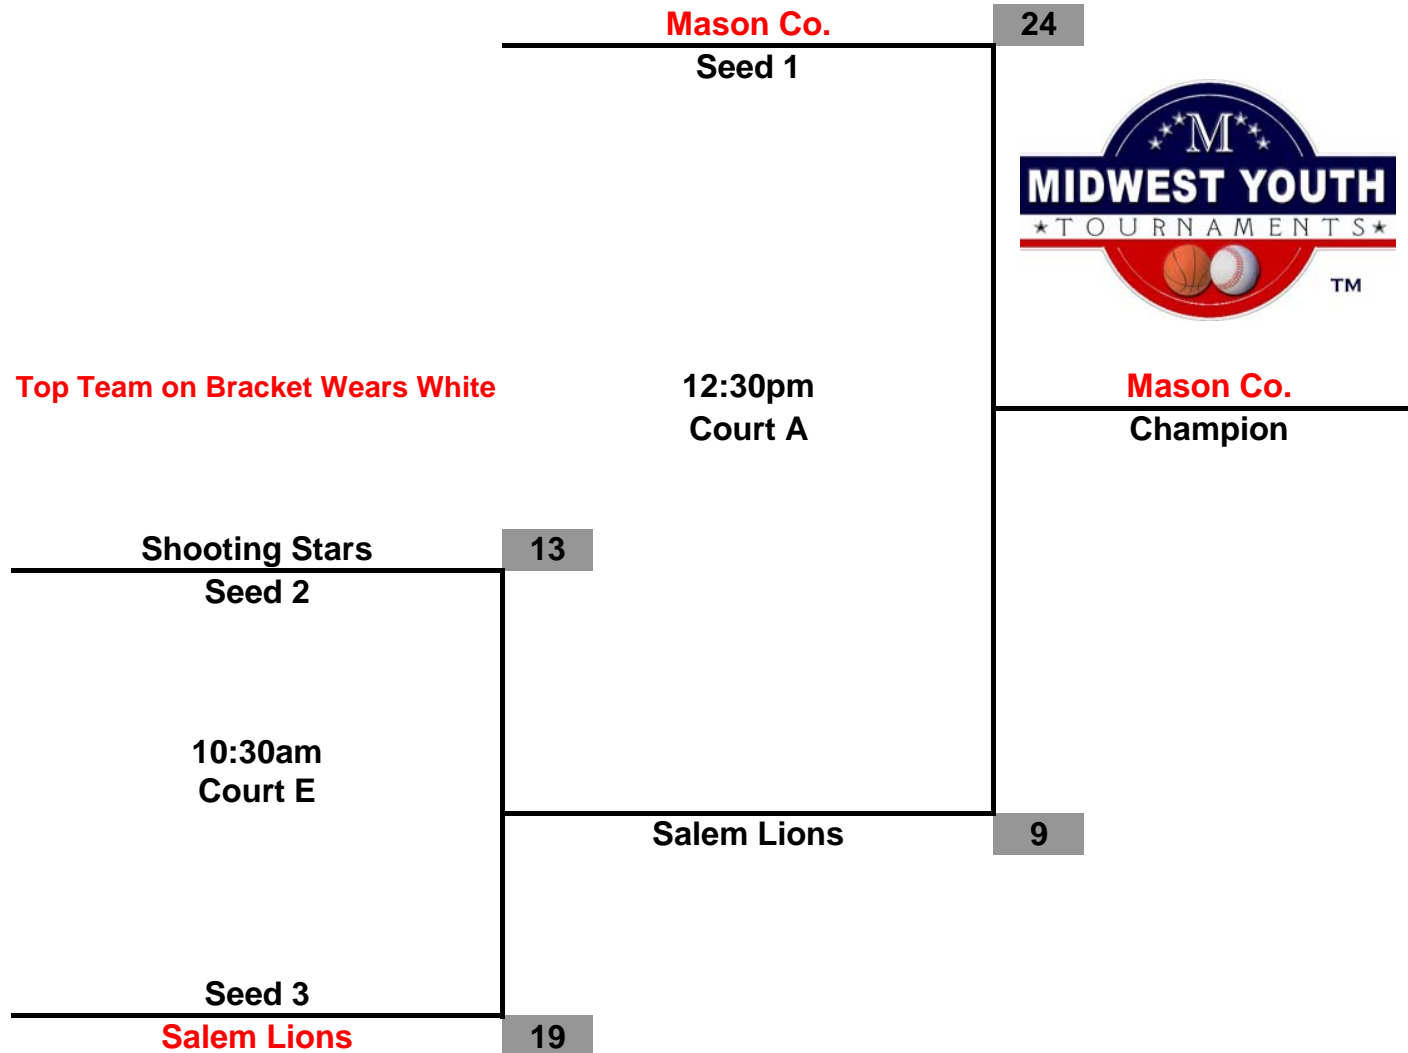 Mason Co. 24
Seed 1
M
MIDWEST YOUTH
TOURNAMENTS
TM
Top Team on Bracket Wears White 12:30pm Mason Co.
Court A Champion
Shooting Stars 13
Seed 2
10:30am
Court E
Salem Lions 9
Seed 3
Salem Lions 19